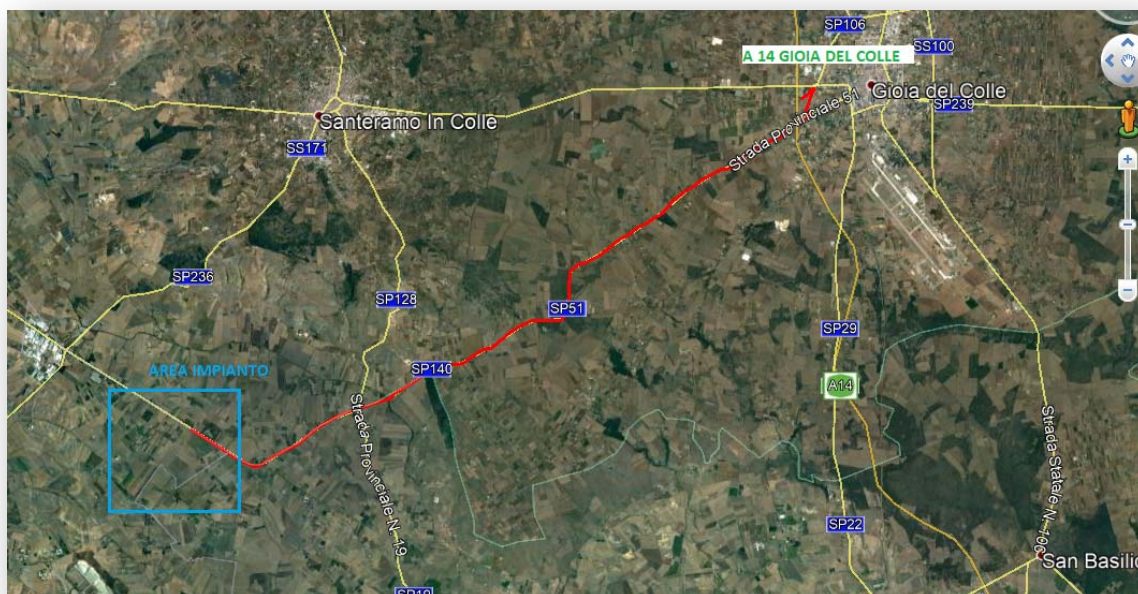 SP106
SS100
A 14 GIOIA DEL COLLE
Gioia del Colle
SP239
Strada Provinciale 51
Santeramo In Colle
SS171
SP236
SP128
SP51
SP29
SP140
AREA IMPIANTO
A14
Strada Provinciale N. 19
Strada Statale N. 100
SP22
San Basilio
SP19